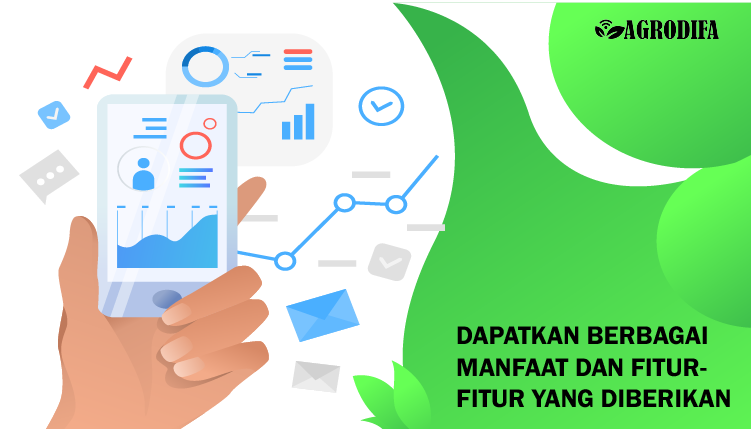 AGRODIFA
DAPATKAN BERBAGAI
MANFAAT DAN FITUR-
FITUR YANG DIBERIKAN